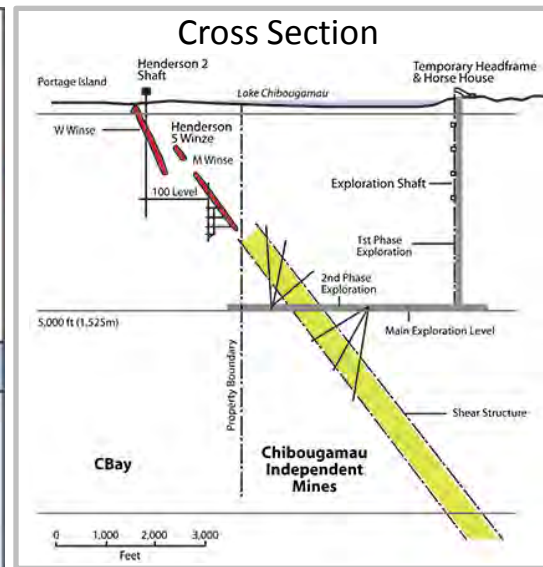 Cross Section
Henderson 2
Shaft
Temporary Headframe
& Horse House
Portage Island
Lake Chibougamau
W Winse
Henderson
S Winze
M Winse
100 Level
Exploration Shaft
1st Phase
Exploration
2nd Phase
Exploration
5,000 ft (1,525m)
Main Exploration Level
Property Boundary
Shear Structure
CBay
Chibougamau
Independent
Mines
0 1,000 2,000 3,000
Feet